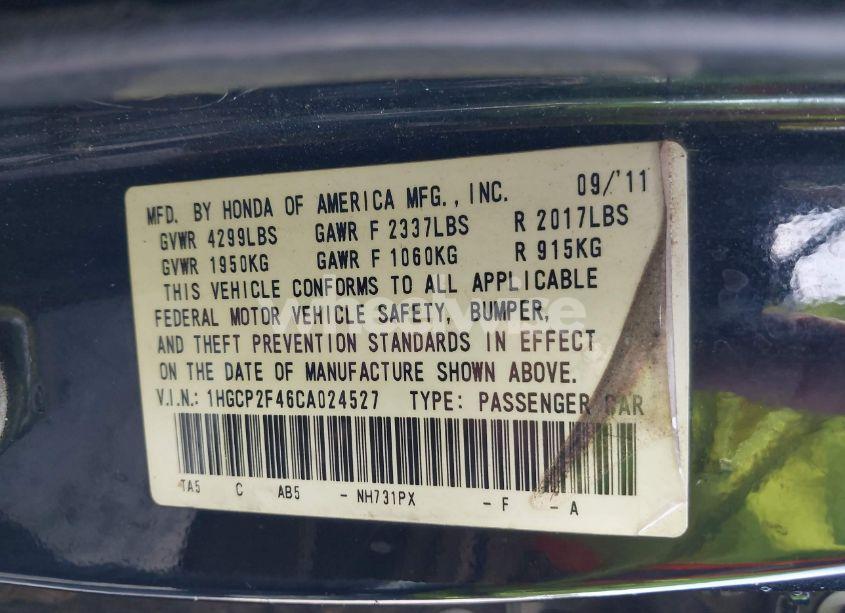 MFD. BY HONDA OF AMERICA MFG., INC. 09/'11
GVWR 4299LBS GAWR F 2337LBS R 2017LBS
GVWR 1950KG GAWR F 1060KG R 915KG
THIS VEHICLE CONFORMS TO ALL APPLICABLE
FEDERAL MOTOR VEHICLE SAFETY, BUMPER,
AND THEFT PREVENTION STANDARDS IN EFFECT
ON THE DATE OF MANUFACTURE SHOWN ABOVE.
V.I.N.: 1HGCP2F46CA024527 TYPE: PASSENGER CAR
TA5 C AB5 - NH731PX - F - A
wheelwise